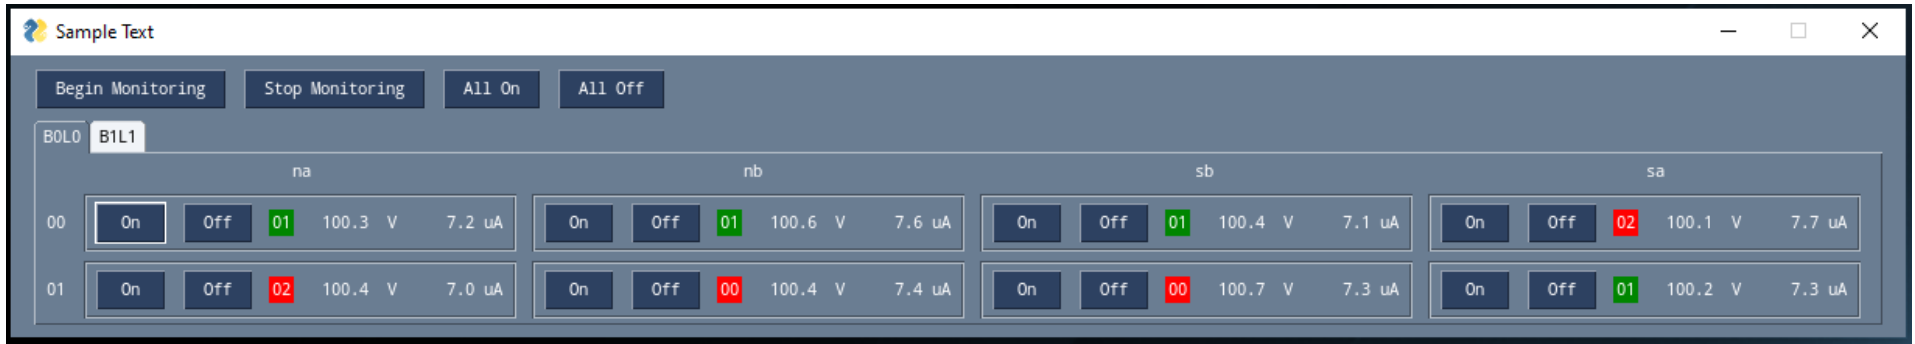 Sample Text
Begin Monitoring Stop Monitoring All On All Off
B0L0 B1L1
na nb sb sa
00 On Off 01 100.3 V 7.2 uA On Off 01 100.6 V 7.6 uA On Off 01 100.4 V 7.1 uA On Off 02 100.1 V 7.7 uA
01 On Off 02 100.4 V 7.0 uA On Off 00 100.4 V 7.4 uA On Off 00 100.7 V 7.3 uA On Off 01 100.2 V 7.3 uA